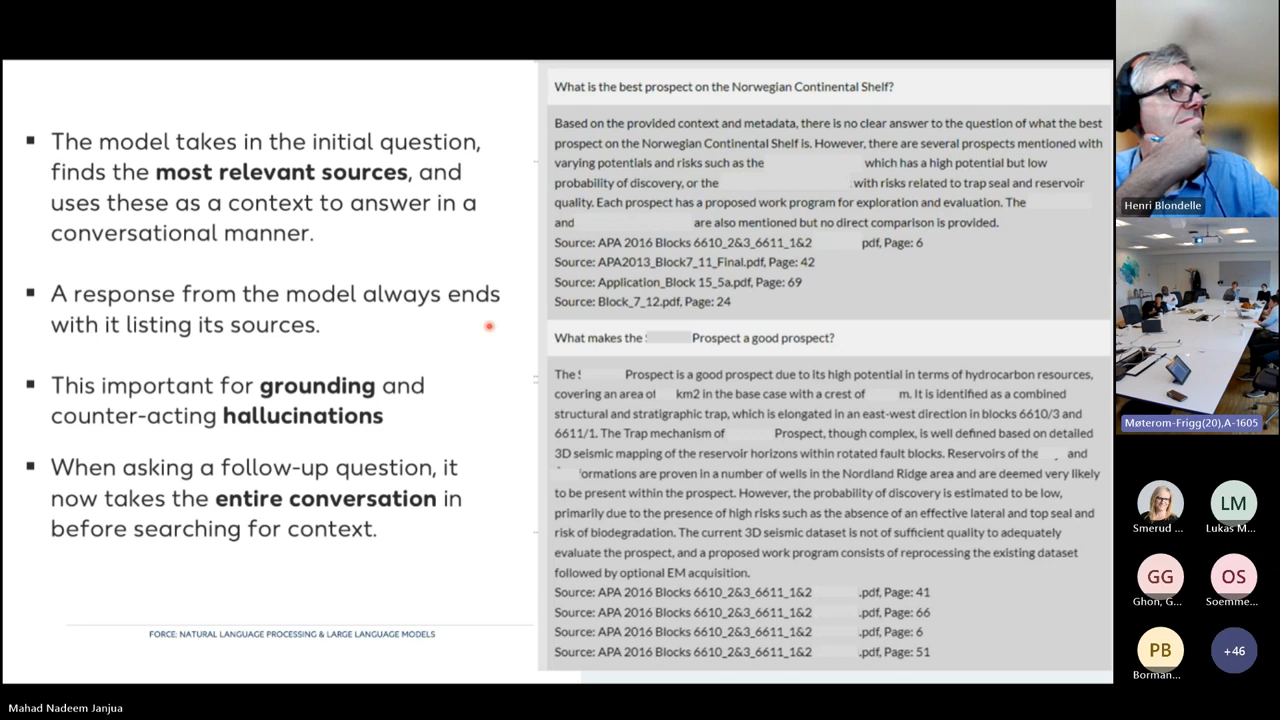 The model takes in the initial question,
finds the most relevant sources, and
uses these as a context to answer in a
conversational manner.
A response from the model always ends
with it listing its sources.
This important for grounding and
counter-acting hallucinations
When asking a follow-up question, it
now takes the entire conversation in
before searching for context.
FORCE: NATURAL LANGUAGE PROCESSING & LARGE LANGUAGE MODELS
What is the best prospect on the Norwegian Continental Shelf?
Based on the provided context and metadata, there is no clear answer to the question of what the best
prospect on the Norwegian Continental Shelf is. However, there are several prospects mentioned with
varying potentials and risks such as the which has a high potential but low
probability of discovery, or the with risks related to trap seal and reservoir
quality. Each prospect has a proposed work program for exploration and evaluation. The
and are also mentioned but no direct comparison is provided.
Source: APA 2016 Blocks 6610_2&3_6611_1&2 pdf, Page: 6
Source: APA2013_Block7_11_Final.pdf, Page: 42
Source: Application_Block 15_5a.pdf, Page: 69
Source: Block_7_12.pdf, Page: 24
What makes the Prospect a good prospect?
The Prospect is a good prospect due to its high potential in terms of hydrocarbon resources,
covering an area of km2 in the base case with a crest of m. It is identified as a combined
structural and stratigraphic trap, which is elongated in an east-west direction in blocks 6610/3 and
6611/1. The Trap mechanism of Prospect, though complex, is well defined based on detailed
3D seismic mapping of the reservoir horizons within rotated fault blocks. Reservoirs of the and
ormations are proven in a number of wells in the Nordland Ridge area and are deemed very likely
to be present within the prospect. However, the probability of discovery is estimated to be low,
primarily due to the presence of high risks such as the absence of an effective lateral and top seal and
risk of biodegradation. The current 3D seismic dataset is not of sufficient quality to adequately
evaluate the prospect, and a proposed work program consists of reprocessing the existing dataset
followed by optional EM acquisition.
Source: APA 2016 Blocks 6610_2&3_6611_1&2 .pdf, Page: 41
Source: APA 2016 Blocks 6610_2&3_6611_1&2 .pdf, Page: 66
Source: APA 2016 Blocks 6610_2&3_6611_1&2 .pdf, Page: 6
Source: APA 2016 Blocks 6610_2&3_6611_1&2 .pdf, Page: 51
Henri Blondelle
Møterom-Frigg(20),A-1605
Smerud ...
LM
Lukas M...
GG
Ghon, G...
OS
Soemme...
PB
Borman...
+46
Mahad Nadeem Janjua